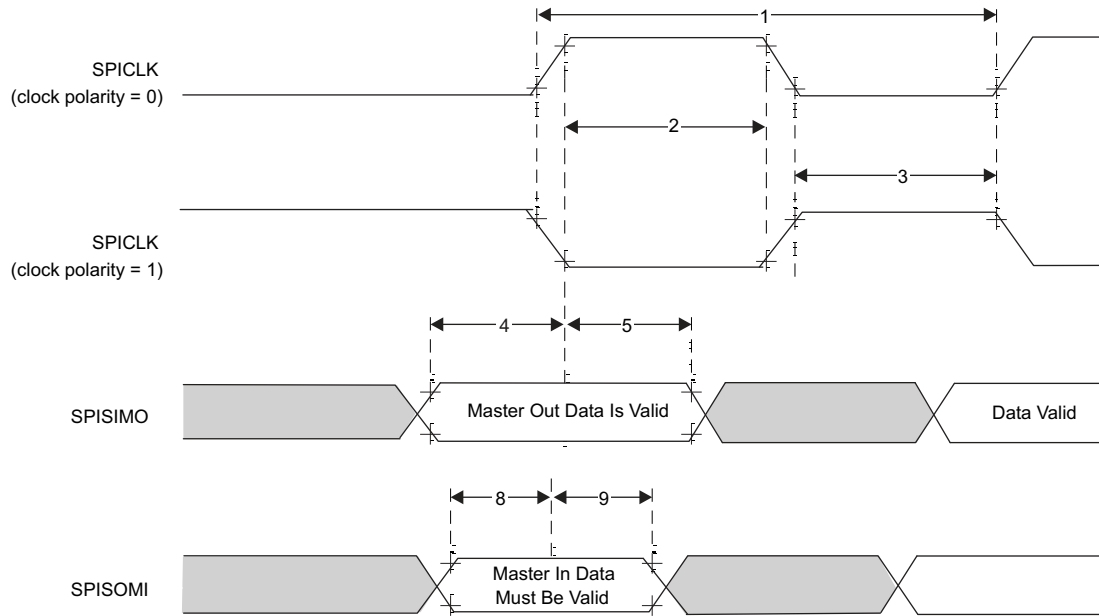 1
SPICLK
(clock polarity = 0)
2
3
SPICLK
(clock polarity = 1)
4
5
SPISIMO
Master Out Data Is Valid
Data Valid
8
9
SPISOMI
Master In Data
Must Be Valid